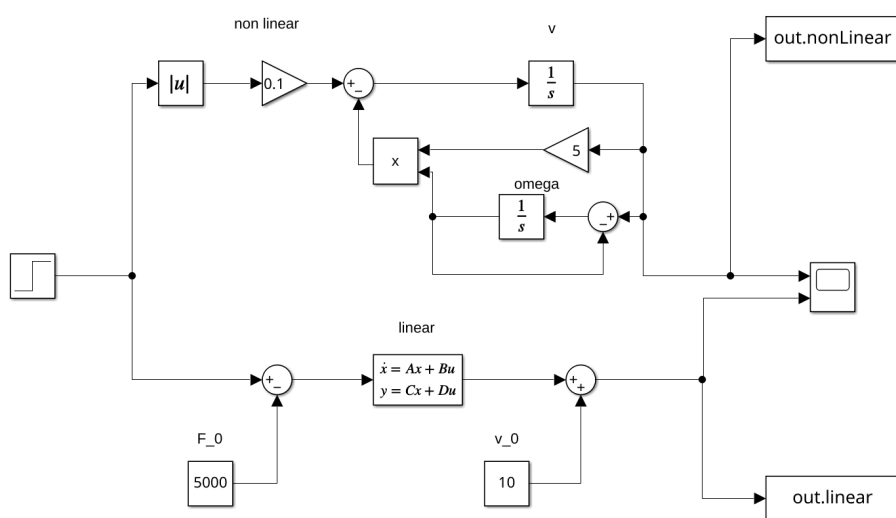 non linear
v
out.nonLinear
|u|
0.1
+
−
1
s
5
x
omega
1
s
−
+
linear
+
−
ẋ = Ax + Bu
y = Cx + Du
+
+
F_0
5000
v_0
10
out.linear